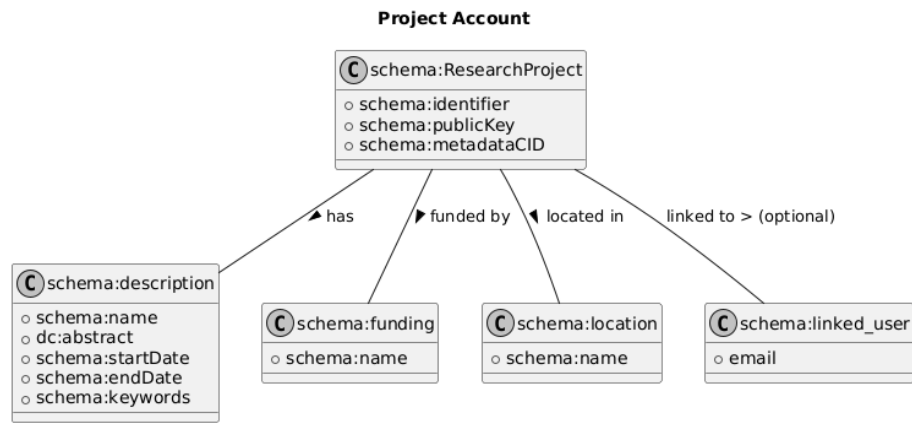 Project Account
C schema:ResearchProject
schema:identifier
schema:publicKey
schema:metadataCID
has
funded by
located in
linked to > (optional)
C schema:description
schema:name
dc:abstract
schema:startDate
schema:endDate
schema:keywords
C schema:funding
schema:name
C schema:location
schema:name
C schema:linked_user
email